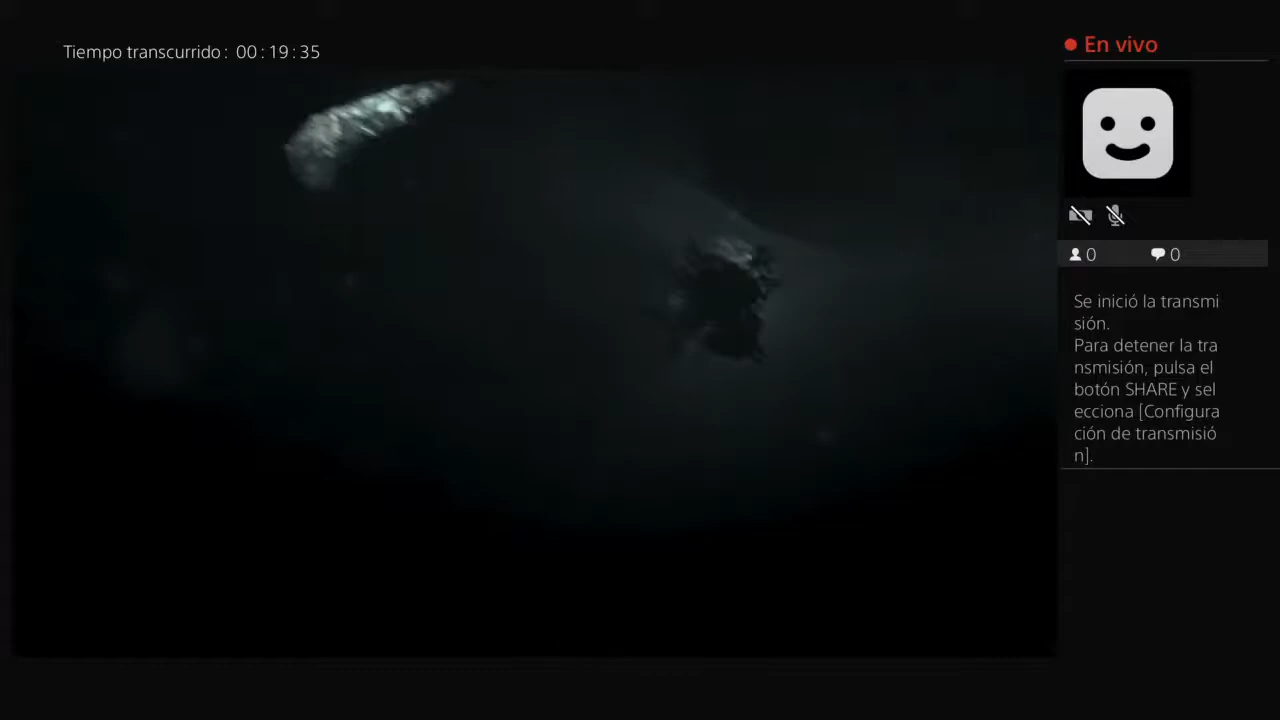 Tiempo transcurrido: 00:19:35
En vivo
0 0
Se inició la transmi
sión.
Para detener la tra
nsmisión, pulsa el
botón SHARE y sel
ecciona [Configura
ción de transmisió
n].